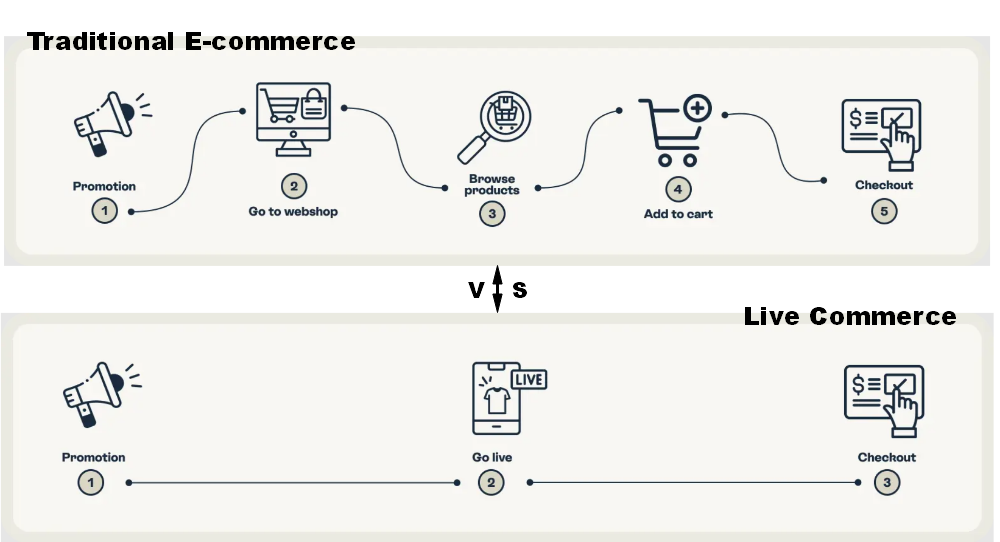 Traditional E-commerce
Promotion
1
2
Go to webshop
Browse
products
3
4
Add to cart
$
Checkout
5
V S
Live Commerce
Promotion
1
LIVE
Go live
2
$
Checkout
3